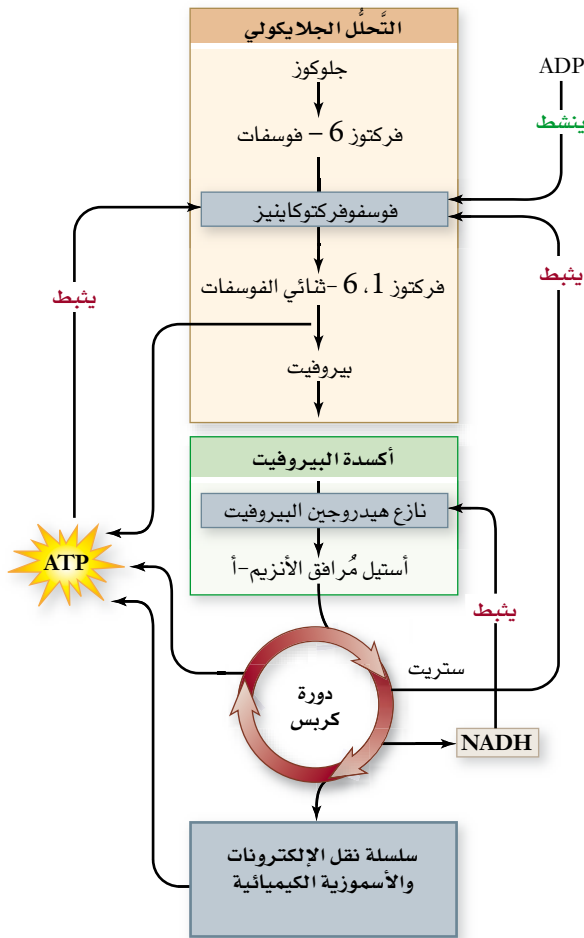 التَّحلُّل الجلايكولي
جلوكوز
ADP
ينشط
فركتوز 6 – فوسفات
فوسفوفركتوكاينيز
يثبط
يثبط
فركتوز 1، 6 -ثنائي الفوسفات
بيروفيت
أكسدة البيروفيت
نازع هيدروجين البيروفيت
ATP
أستيل مُرافق الأنزيم-أ
يثبط
ستريت
دورة
كربس
NADH
سلسلة نقل الإلكترونات
والأسموزية الكيميائية